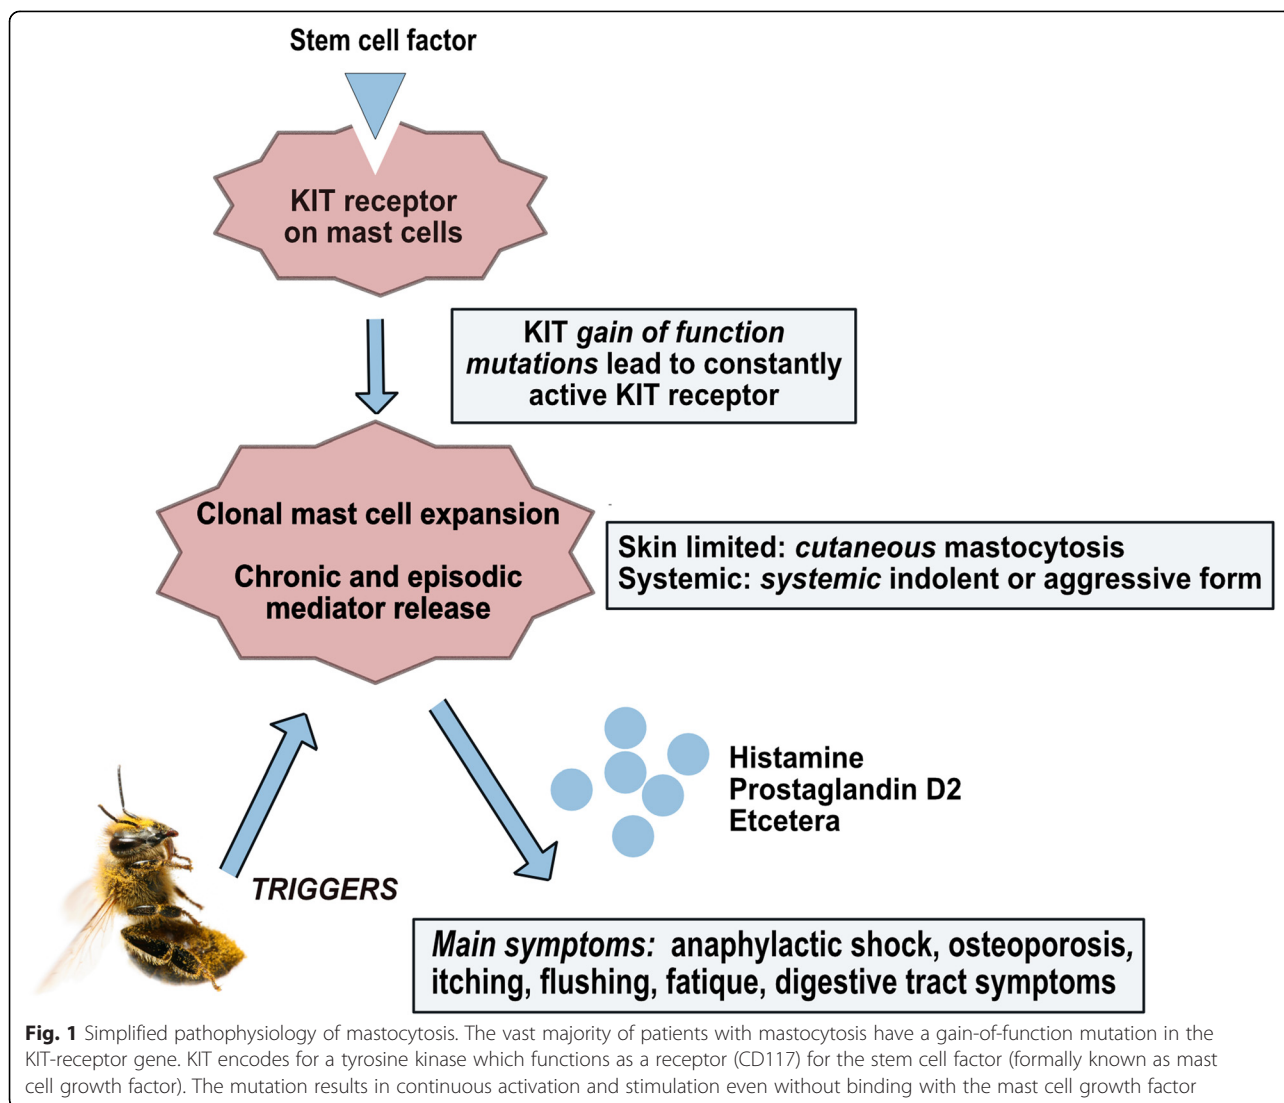 Stem cell factor
KIT receptor
on mast cells
KIT gain of function
mutations lead to constantly
active KIT receptor
Clonal mast cell expansion
Chronic and episodic
mediator release
Skin limited: cutaneous mastocytosis
Systemic: systemic indolent or aggressive form
Histamine
Prostaglandin D2
Etcetera
TRIGGERS
Main symptoms: anaphylactic shock, osteoporosis,
itching, flushing, fatique, digestive tract symptoms
Fig. 1 Simplified pathophysiology of mastocytosis. The vast majority of patients with mastocytosis have a gain-of-function mutation in the
KIT-receptor gene. KIT encodes for a tyrosine kinase which functions as a receptor (CD117) for the stem cell factor (formally known as mast
cell growth factor). The mutation results in continuous activation and stimulation even without binding with the mast cell growth factor